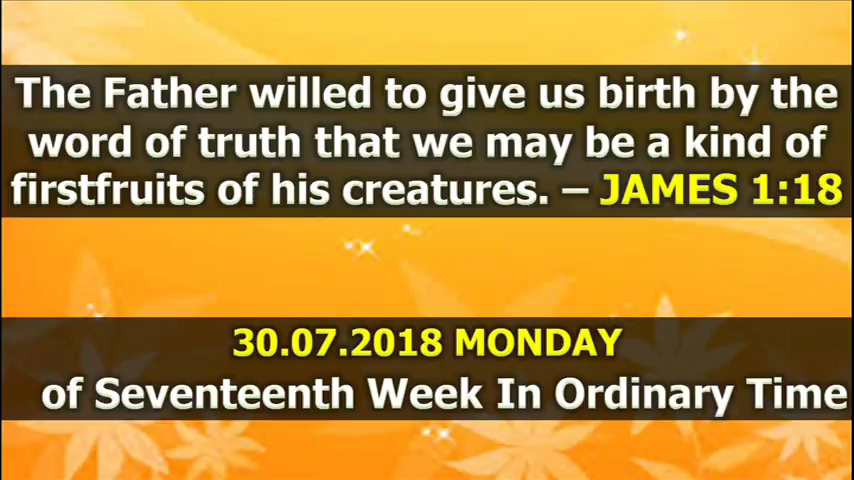 The Father willed to give us birth by the
word of truth that we may be a kind of
firstfruits of his creatures. – JAMES 1:18
30.07.2018 MONDAY
of Seventeenth Week In Ordinary Time